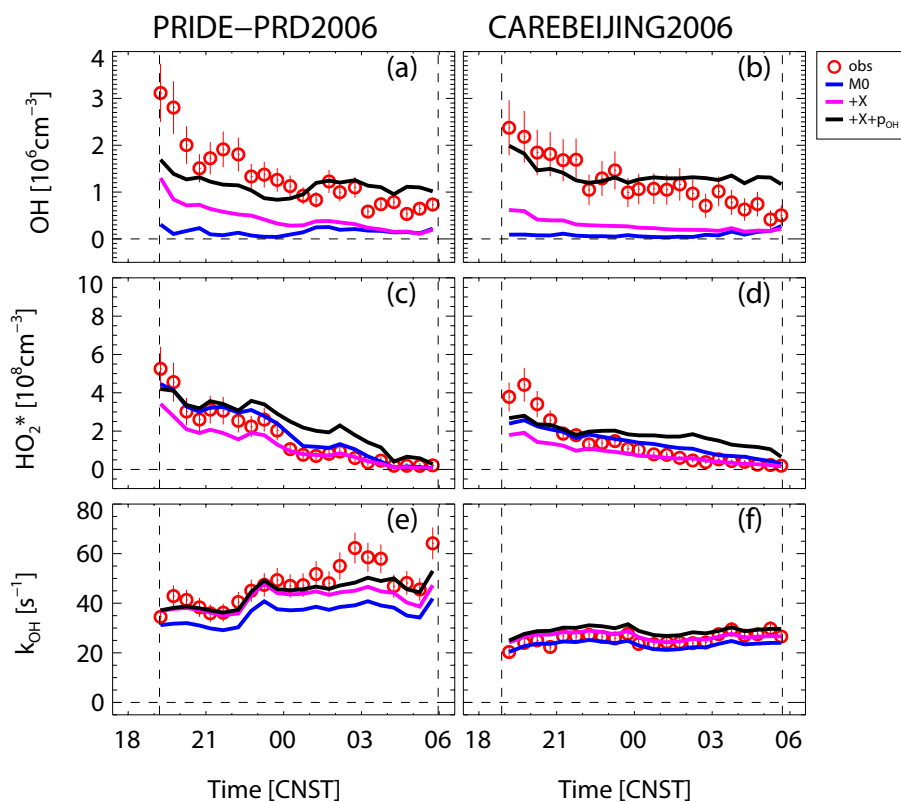 PRIDE−PRD2006 CAREBEIJING2006
(a) (b)
obs
M0
+X
+X+pOH
OH [10⁶cm⁻³]
4
3
2
1
0
(c) (d)
HO₂* [10⁸cm⁻³]
10
8
6
4
2
0
(e) (f)
kOH [s⁻¹]
80
60
40
20
0
18 21 00 03 06 18 21 00 03 06
Time [CNST] Time [CNST]